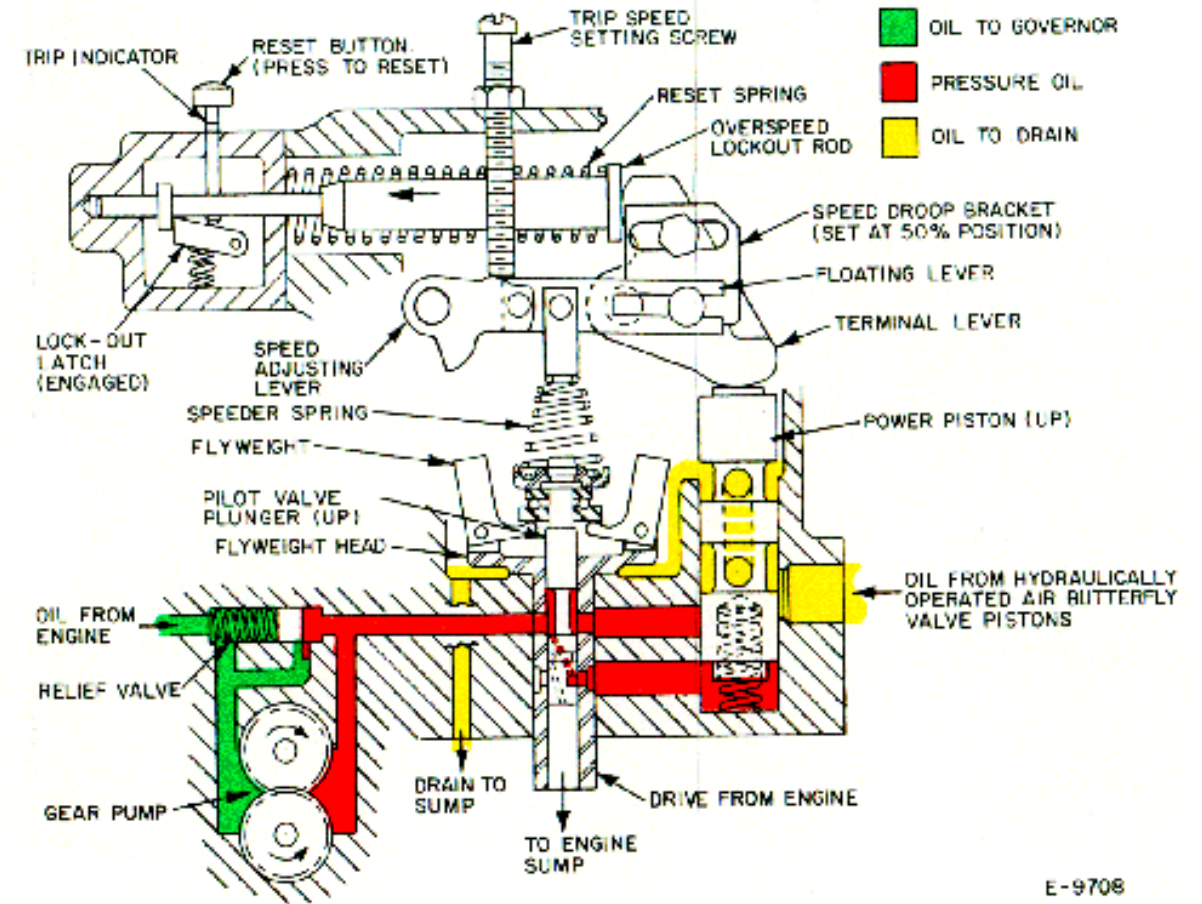 TRIP INDICATOR
RESET BUTTON.
(PRESS TO RESET)
TRIP SPEED
SETTING SCREW
RESET SPRING
OVERSPEED
LOCKOUT ROD
OIL TO GOVERNOR
PRESSURE OIL
OIL TO DRAIN
SPEED DROOP BRACKET
(SET AT 50% POSITION)
FLOATING LEVER
TERMINAL LEVER
LOCK-OUT
LATCH
(ENGAGED)
SPEED
ADJUSTING
LEVER
SPEEDER SPRING
FLYWEIGHT
PILOT VALVE
PLUNGER (UP)
FLYWEIGHT HEAD
POWER PISTON (UP)
OIL FROM
ENGINE
RELIEF VALVE
GEAR PUMP
OIL FROM HYDRAULICALLY
OPERATED AIR BUTTERFLY
VALVE PISTONS
DRAIN TO
SUMP
DRIVE FROM ENGINE
TO ENGINE
SUMP
E-9708